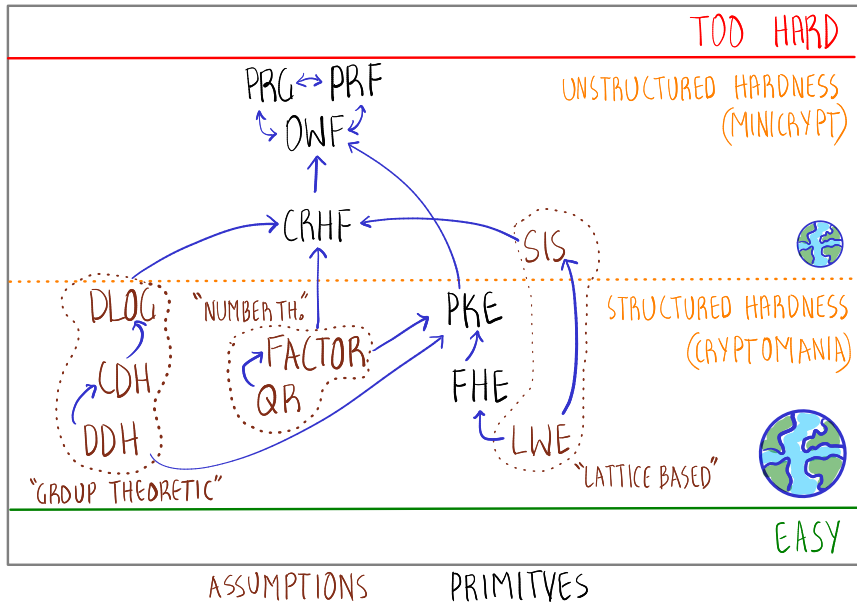 TOO HARD
PRG PRF
UNSTRUCTURED HARDNESS
(MINICRYPT)
OWF
CRHF
SIS
DLOG
"NUMBER TH."
PKE
STRUCTURED HARDNESS
(CRYPTOMANIA)
FACTOR
CDH
FHE
QR
DDH
LWE
"GROUP THEORETIC"
"LATTICE BASED"
EASY
ASSUMPTIONS
PRIMITVES